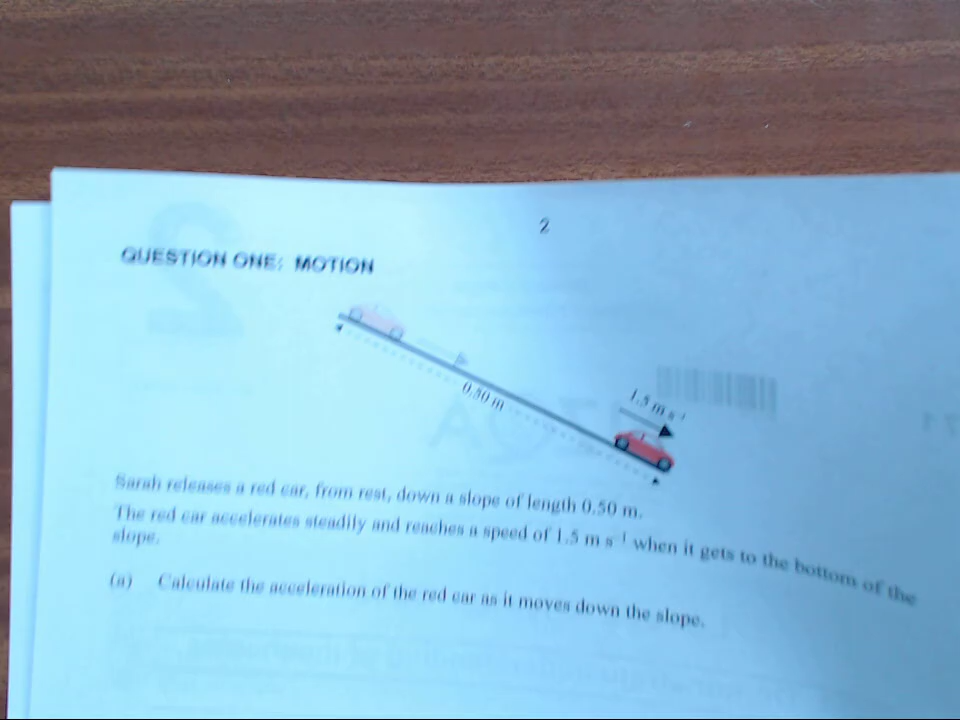 2
QUESTION ONE: MOTION
0.50 m
1.5 m s⁻¹
Sarah releases a red car, from rest, down a slope of length 0.50 m.
The red car accelerates steadily and reaches a speed of 1.5 m s⁻¹ when it gets to the bottom of the
slope.
(a) Calculate the acceleration of the red car as it moves down the slope.